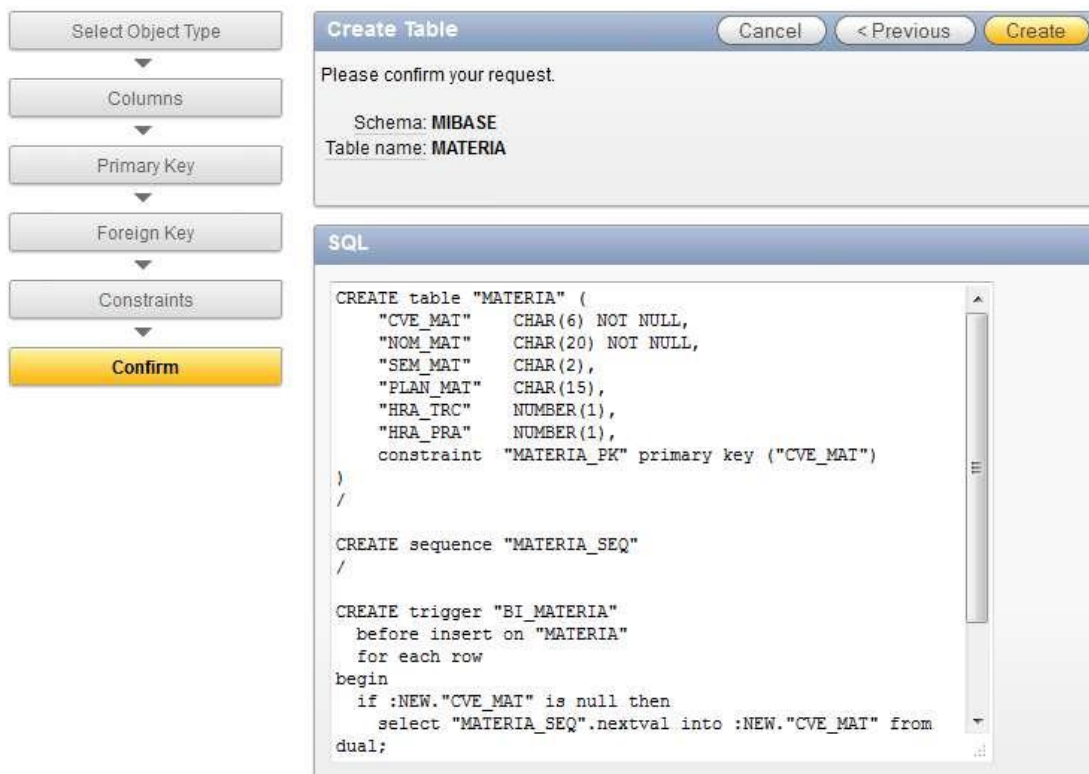 Select Object Type
Columns
Primary Key
Foreign Key
Constraints
Confirm
Create Table
Cancel
< Previous
Create
Please confirm your request.
Schema: MIBASE
Table name: MATERIA
SQL
CREATE table "MATERIA" (
    "CVE_MAT"    CHAR(6) NOT NULL,
    "NOM_MAT"    CHAR(20) NOT NULL,
    "SEM_MAT"    CHAR(2),
    "PLAN_MAT"   CHAR(15),
    "HRA_TRC"    NUMBER(1),
    "HRA_PRA"    NUMBER(1),
    constraint  "MATERIA_PK" primary key ("CVE_MAT")
)
/
CREATE sequence "MATERIA_SEQ"
/
CREATE trigger "BI_MATERIA"
  before insert on "MATERIA"
  for each row
begin
  if :NEW."CVE_MAT" is null then
    select "MATERIA_SEQ".nextval into :NEW."CVE_MAT" from
dual;